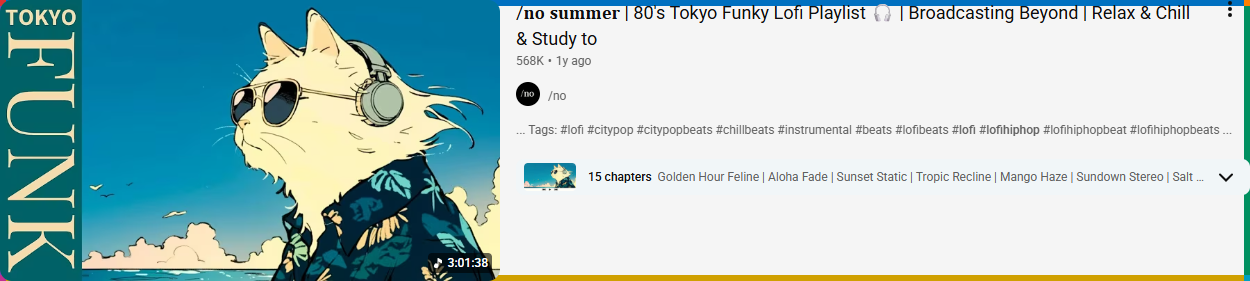 TOKYO
FUNK
3:01:38
/no summer | 80's Tokyo Funky Lofi Playlist 🎧 | Broadcasting Beyond | Relax & Chill
& Study to
568K • 1y ago
/no
/no
... Tags: #lofi #citypop #citypopbeats #chillbeats #instrumental #beats #lofibeats #lofi #lofihiphop #lofihiphopbeat #lofihiphopbeats ...
15 chapters Golden Hour Feline | Aloha Fade | Sunset Static | Tropic Recline | Mango Haze | Sundown Stereo | Salt ...